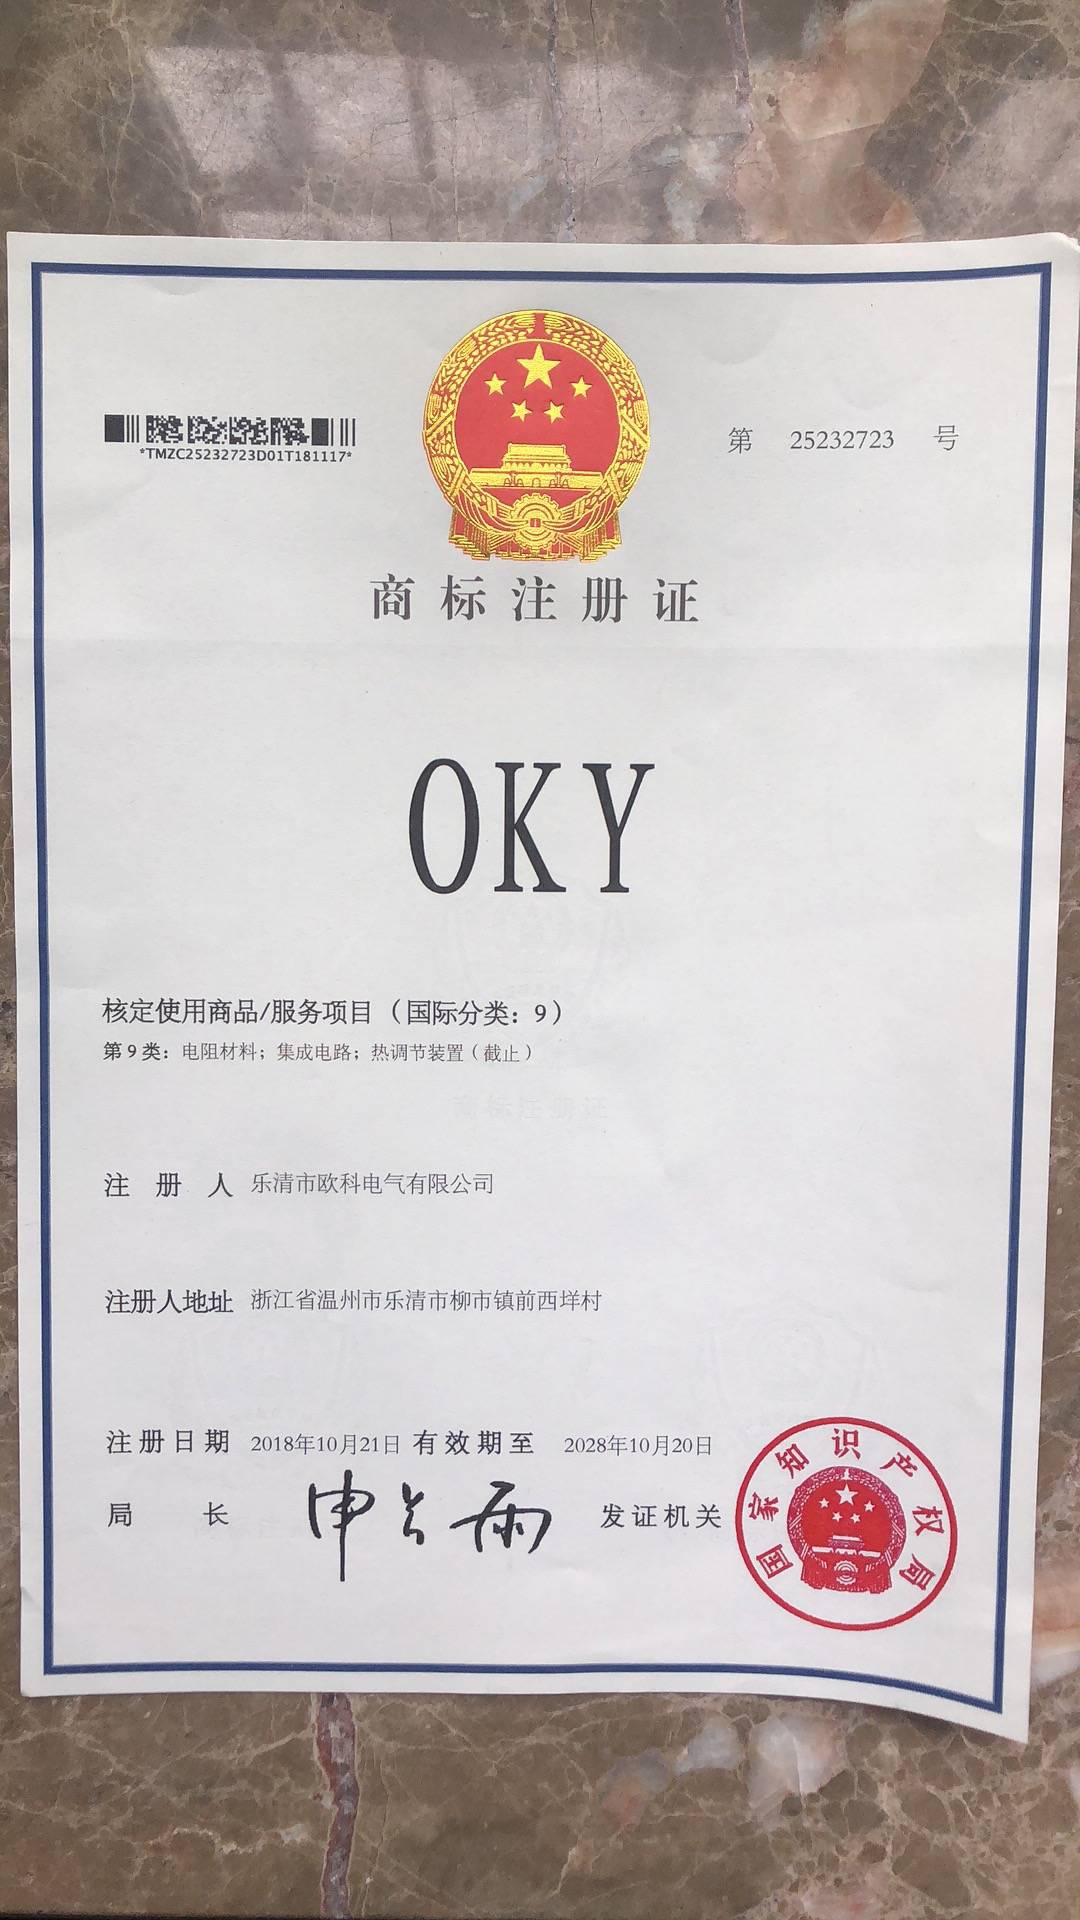 *TMZC25232723D01T181117*
第 25232723 号
商标注册证
OKY
核定使用商品/服务项目（国际分类：9）
第9类：电阻材料；集成电路；热调节装置（截止）
注册人 乐清市欧科电气有限公司
注册人地址 浙江省温州市乐清市柳市镇前西垟村
注册日期 2018年10月21日 有效期至 2028年10月20日
局长 申长雨 发证机关
国家知识产权局